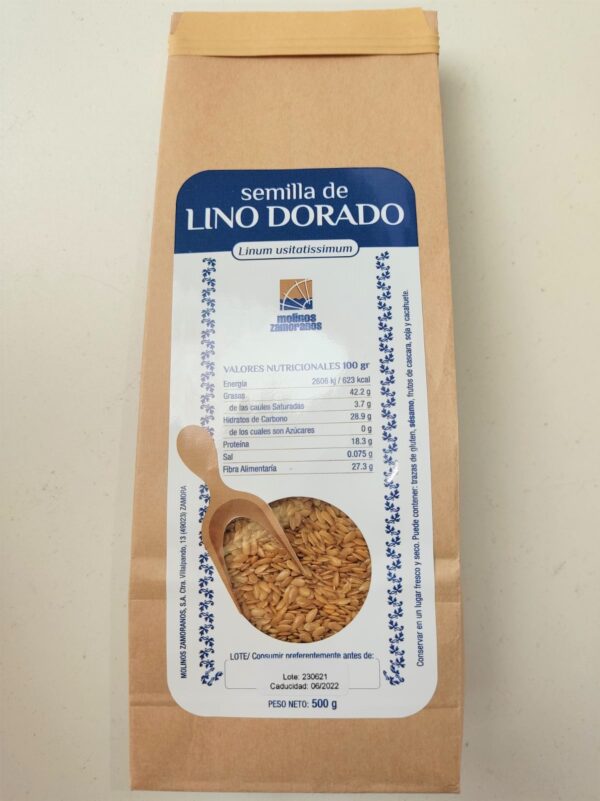 semilla de
LINO DORADO
Linum usitatissimum
molinos
zamoranos
VALORES NUTRICIONALES 100 gr
Energía 2606 kj / 623 kcal
Grasas 42.2 g
de las cuales Saturadas 3.7 g
Hidratos de Carbono 28.9 g
de los cuales son Azúcares 0 g
Proteína 18.3 g
Sal 0.075 g
Fibra Alimentaría 27.3 g
LOTE/ Consumir preferentemente antes de:
Lote: 230621
Caducidad: 06/2022
PESO NETO: 500 g
MOLINOS ZAMORANOS, S.A. Ctra. Villalpando, 13 (49023) ZAMORA
Conservar en un lugar fresco y seco. Puede contener: trazas de gluten, sésamo, frutos de cascara, soja y cacahuete.